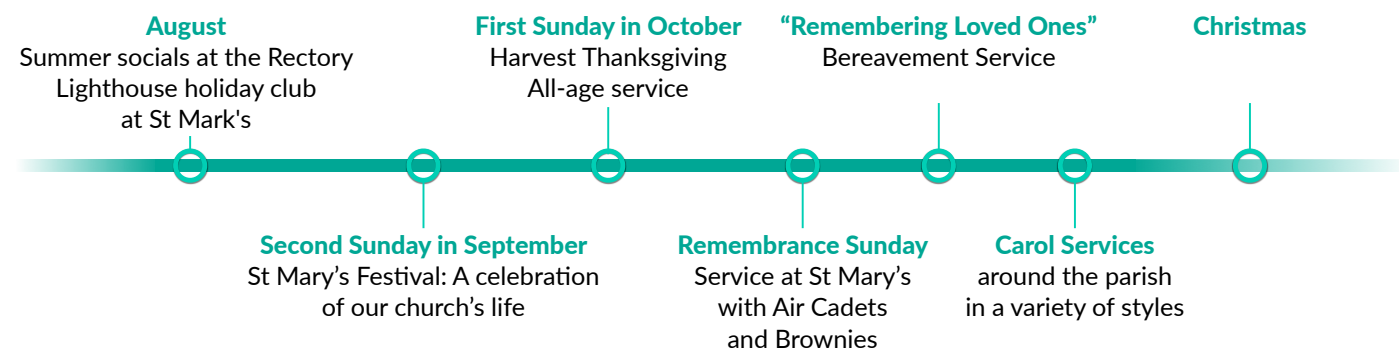 August
Summer socials at the Rectory
Lighthouse holiday club
at St Mark's
First Sunday in October
Harvest Thanksgiving
All-age service
“Remembering Loved Ones”
Bereavement Service
Christmas
Second Sunday in September
St Mary’s Festival: A celebration
of our church’s life
Remembrance Sunday
Service at St Mary’s
with Air Cadets
and Brownies
Carol Services
around the parish
in a variety of styles